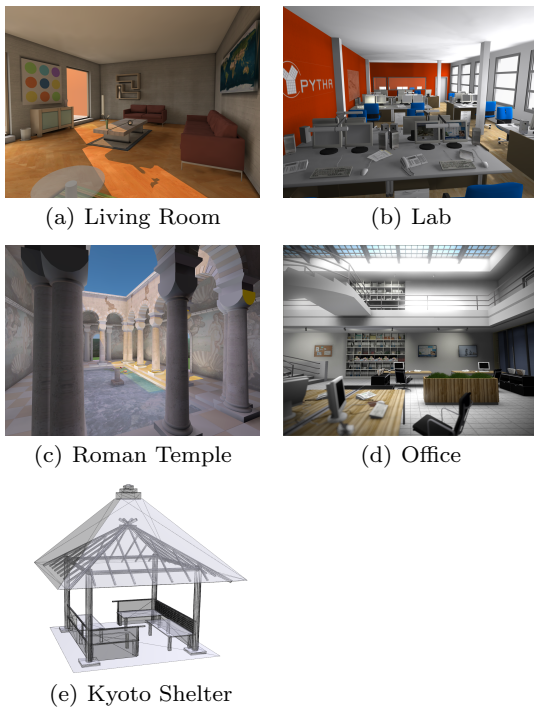 PYTHA
(a) Living Room
(b) Lab
(c) Roman Temple
(d) Office
(e) Kyoto Shelter